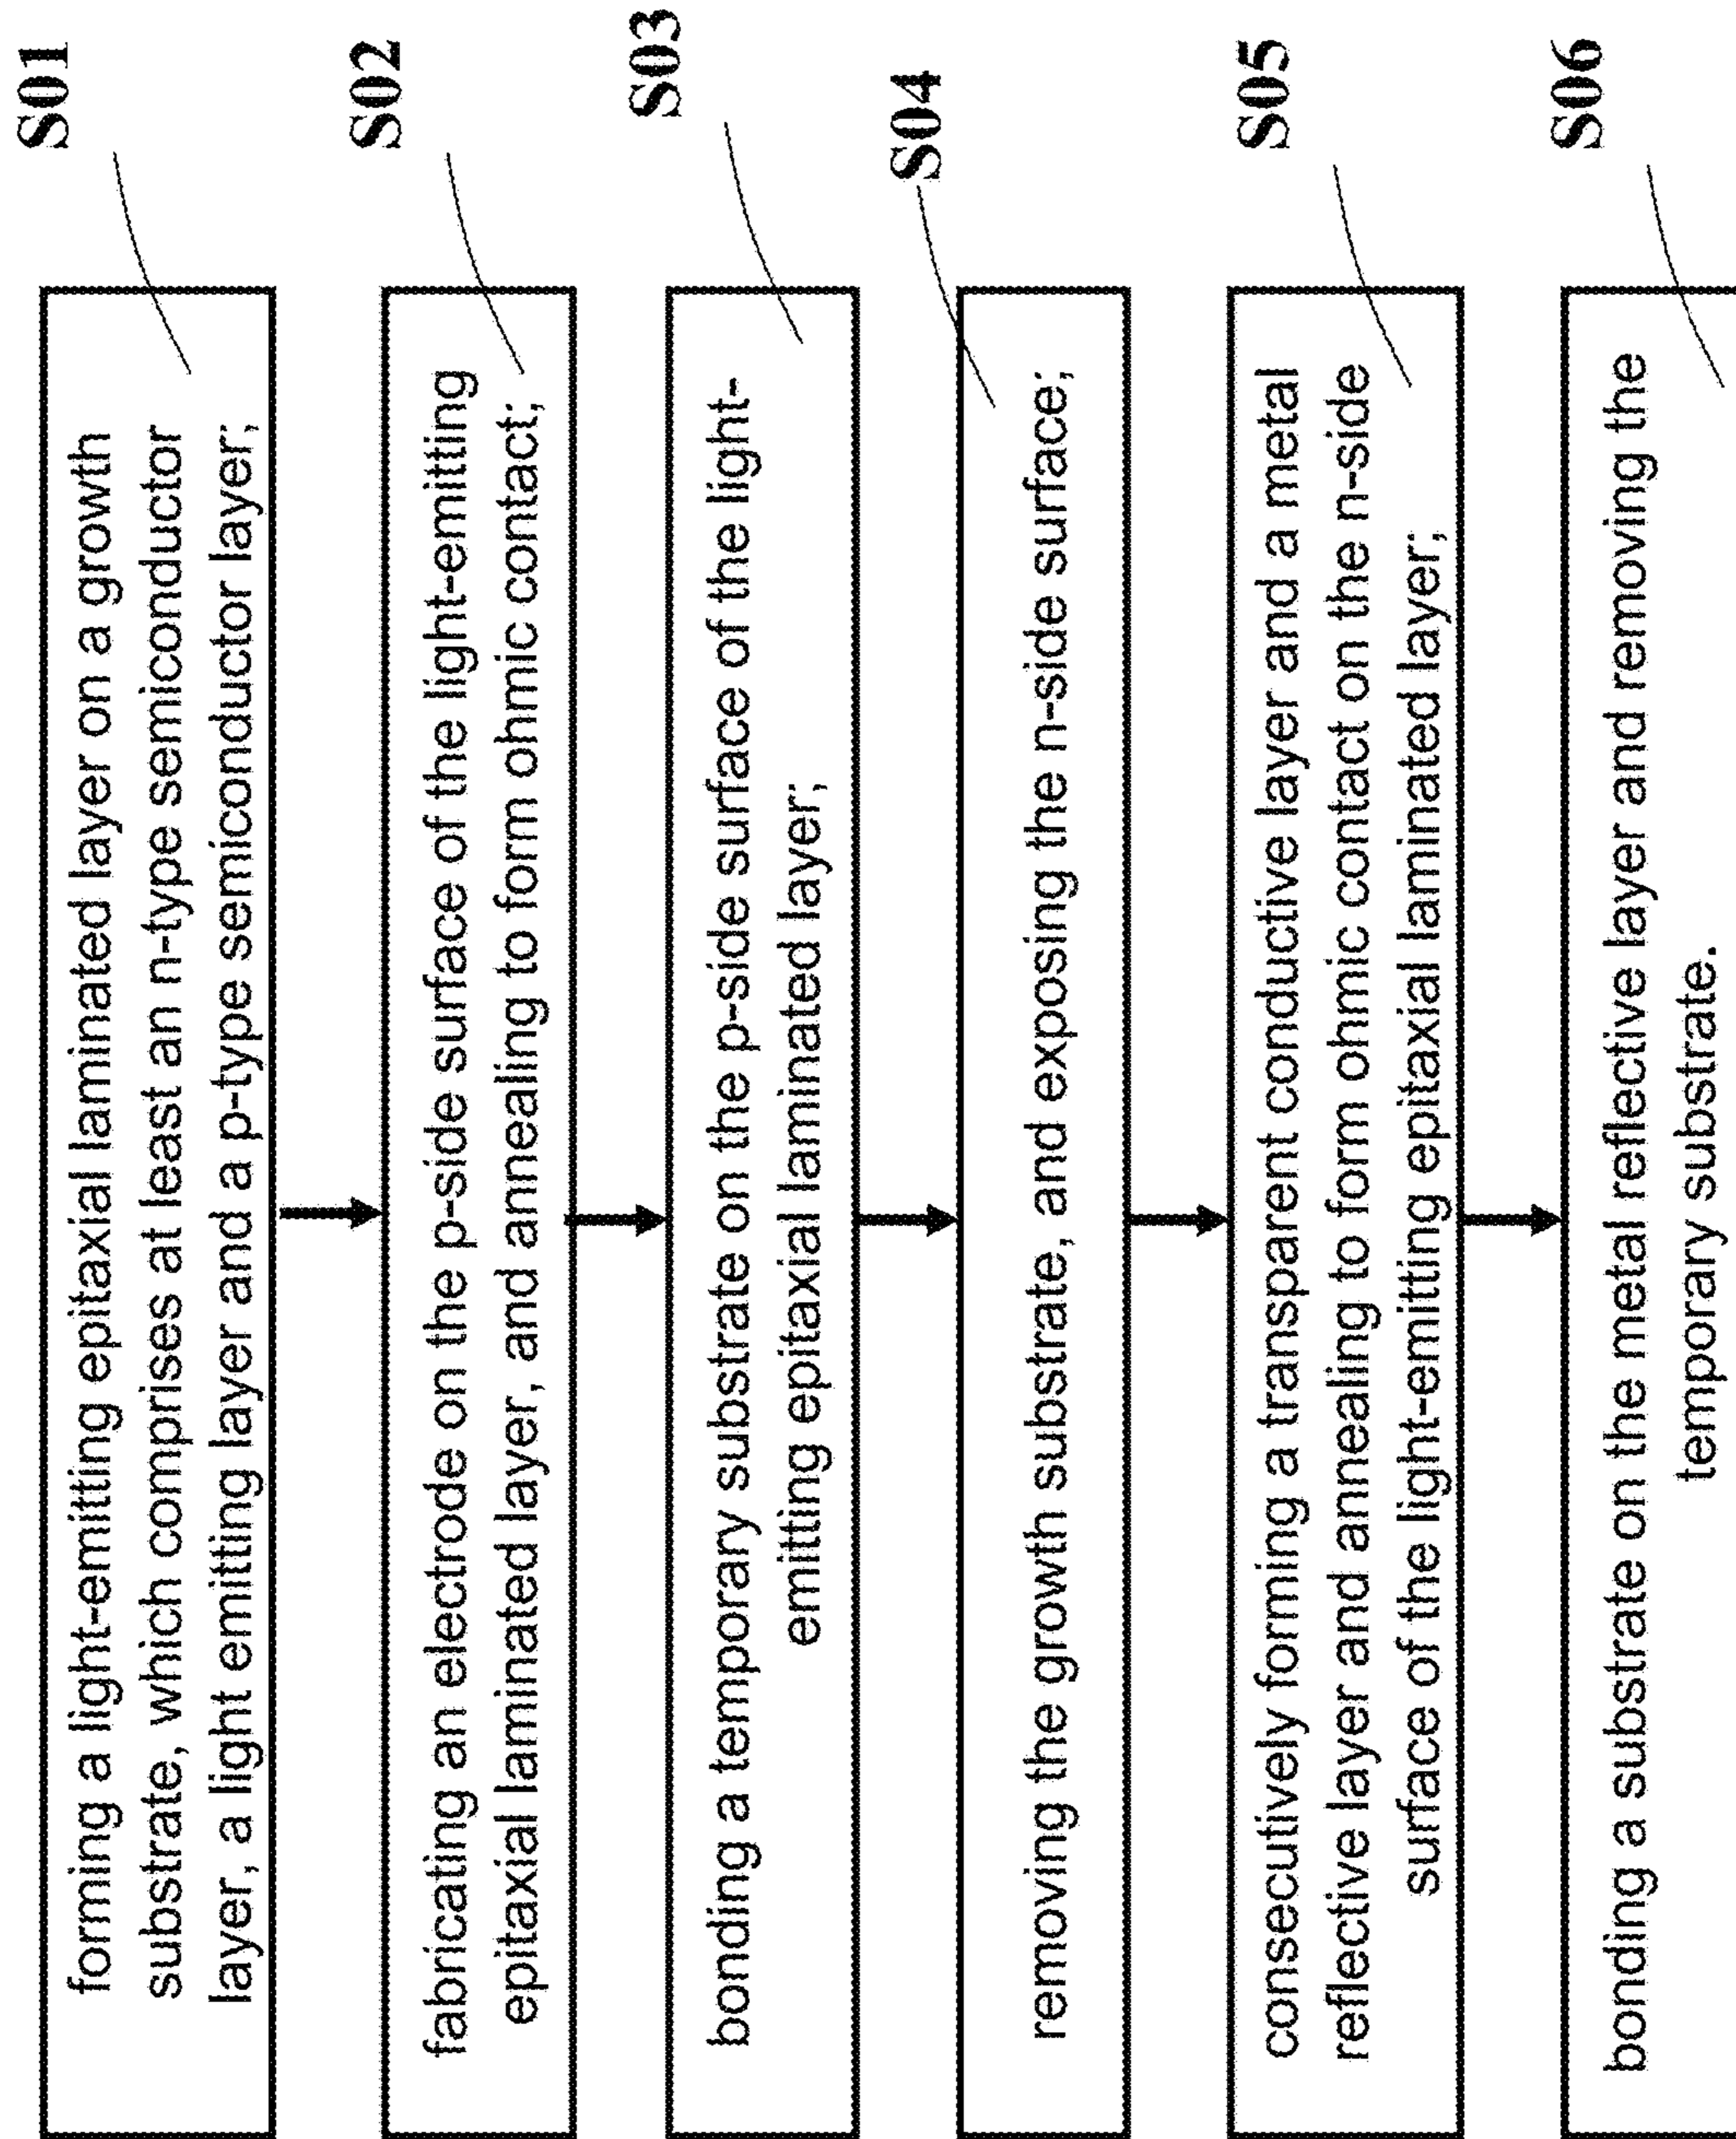 forming a light-emitting epitaxial laminated layer on a growth
substrate, which comprises at least an n-type semiconductor
layer, a light emitting layer and a p-type semiconductor layer;
S01
fabricating an electrode on the p-side surface of the light-emitting
epitaxial laminated layer, and annealing to form ohmic contact;
S02
bonding a temporary substrate on the p-side surface of the light-
emitting epitaxial laminated layer;
S03
removing the growth substrate, and exposing the n-side surface;
S04
consecutively forming a transparent conductive layer and a metal
reflective layer and annealing to form ohmic contact on the n-side
surface of the light-emitting epitaxial laminated layer;
S05
bonding a substrate on the metal reflective layer and removing the
temporary substrate.
S06